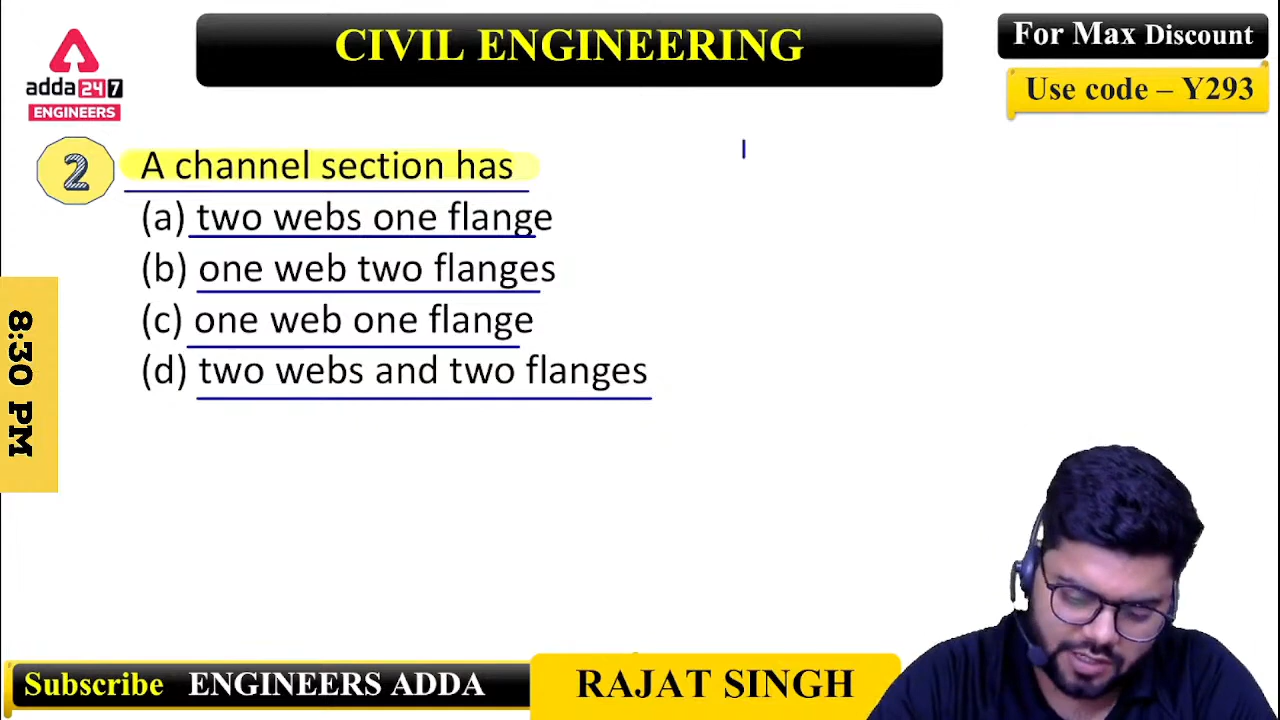 adda247
ENGINEERS
CIVIL ENGINEERING
For Max Discount
Use code – Y293
2
A channel section has
(a) two webs one flange
(b) one web two flanges
(c) one web one flange
(d) two webs and two flanges
8:30 PM
Subscribe ENGINEERS ADDA
RAJAT SINGH